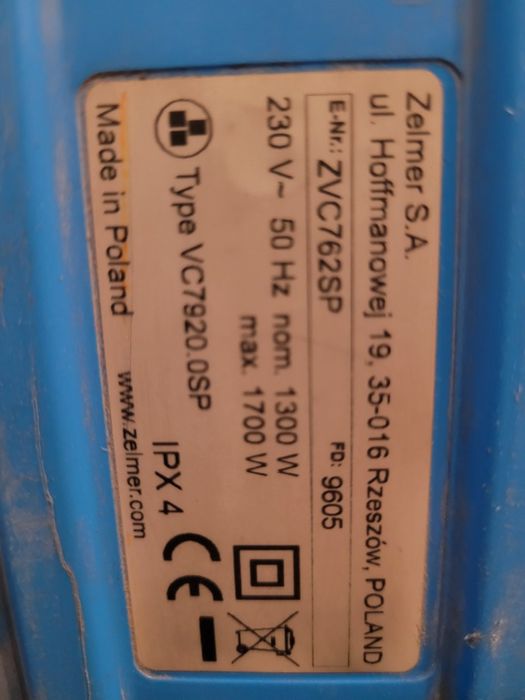 Zelmer S.A.
ul. Hoffmanowej 19, 35-016 Rzeszów, POLAND
E-Nr.: ZVC762SP FD: 9605
230 V~ 50 Hz nom. 1300 W
max. 1700 W
Type VC7920.0SP IPX 4 CE
Made in Poland www.zelmer.com